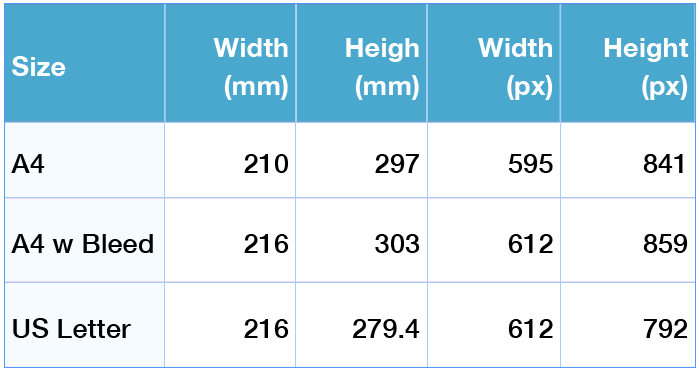 Size Width (mm) Heigh (mm) Width (px) Height (px)
A4 210 297 595 841
A4 w Bleed 216 303 612 859
US Letter 216 279.4 612 792